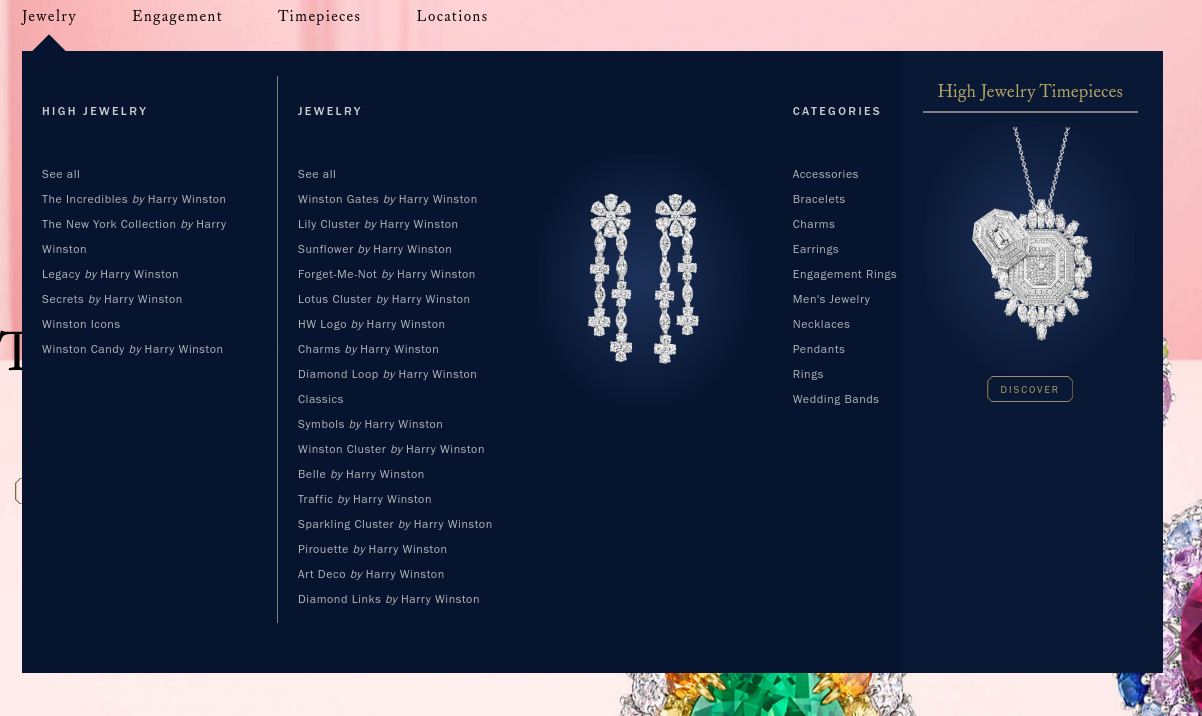 Jewelry
Engagement
Timepieces
Locations
HIGH JEWELRY
See all
The Incredibles by Harry Winston
The New York Collection by Harry
Winston
Legacy by Harry Winston
Secrets by Harry Winston
Winston Icons
Winston Candy by Harry Winston
JEWELRY
See all
Winston Gates by Harry Winston
Lily Cluster by Harry Winston
Sunflower by Harry Winston
Forget-Me-Not by Harry Winston
Lotus Cluster by Harry Winston
HW Logo by Harry Winston
Charms by Harry Winston
Diamond Loop by Harry Winston
Classics
Symbols by Harry Winston
Winston Cluster by Harry Winston
Belle by Harry Winston
Traffic by Harry Winston
Sparkling Cluster by Harry Winston
Pirouette by Harry Winston
Art Deco by Harry Winston
Diamond Links by Harry Winston
CATEGORIES
Accessories
Bracelets
Charms
Earrings
Engagement Rings
Men's Jewelry
Necklaces
Pendants
Rings
Wedding Bands
High Jewelry Timepieces
DISCOVER